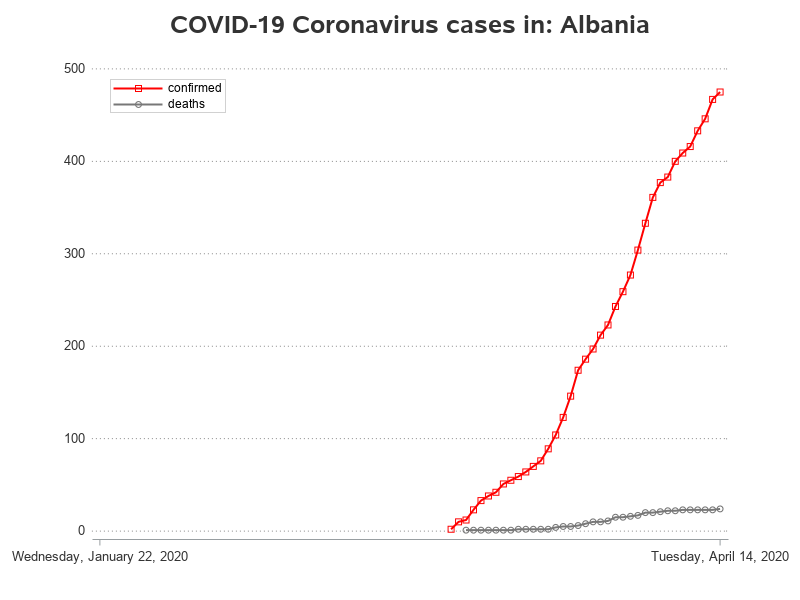 COVID-19 Coronavirus cases in: Albania
500
confirmed
deaths
400
300
200
100
0
Wednesday, January 22, 2020
Tuesday, April 14, 2020